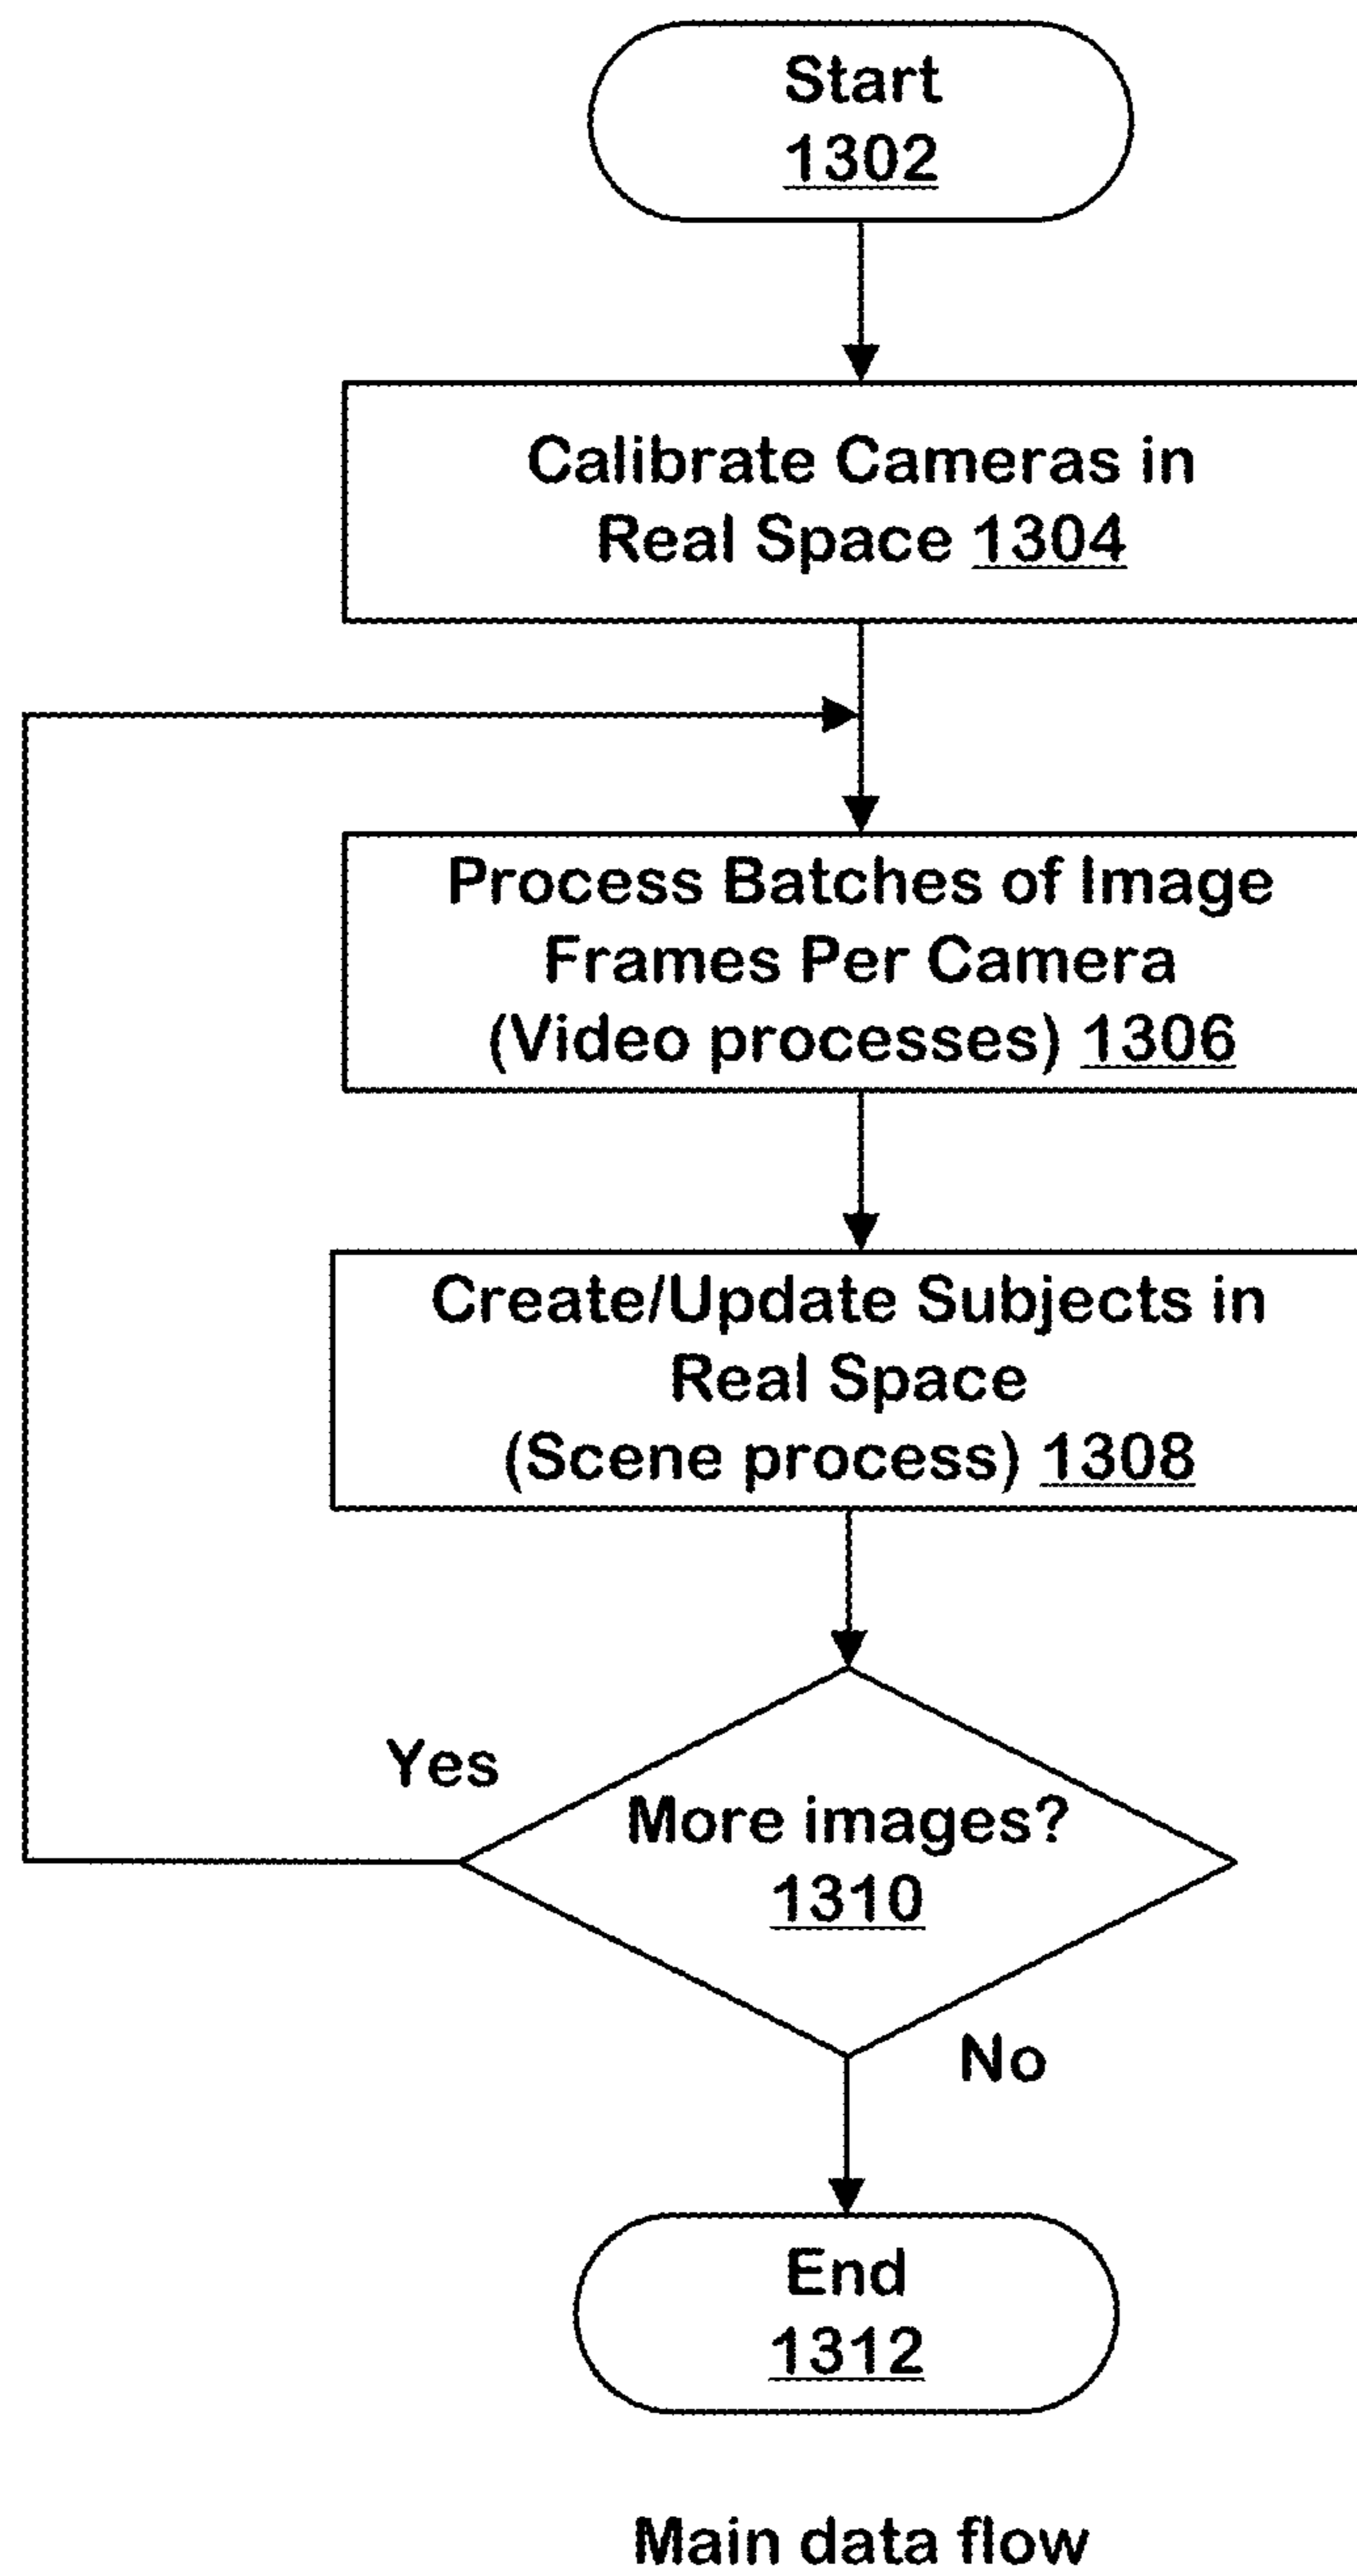 Start
1302
Calibrate Cameras in
Real Space 1304
Process Batches of Image
Frames Per Camera
(Video processes) 1306
Create/Update Subjects in
Real Space
(Scene process) 1308
Yes
More images?
1310
No
End
1312
Main data flow